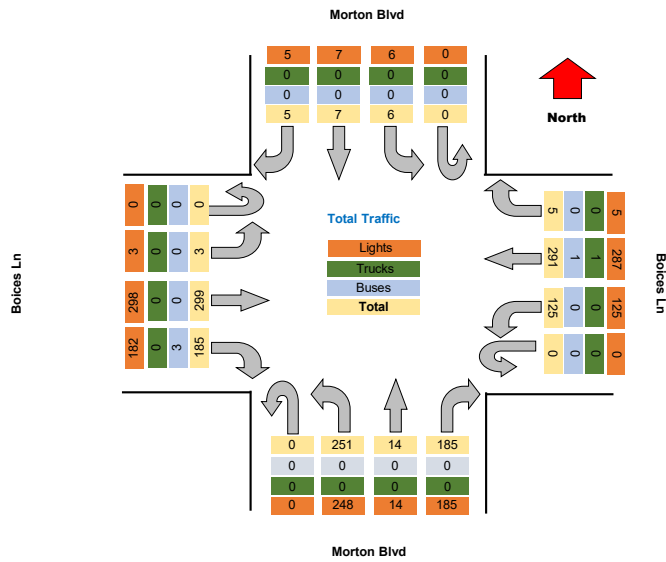 Morton Blvd
5 7 6 0
0 0 0 0
0 0 0 0
5 7 6 0
North
0 0 0 0
3 0 0 3
298 0 0 299
182 0 3 185
Boices Ln
Total Traffic
Lights
Trucks
Buses
Total
5 0 0 5
291 1 1 287
125 0 0 125
0 0 0 0
Boices Ln
0 251 14 185
0 0 0 0
0 0 0 0
0 248 14 185
Morton Blvd